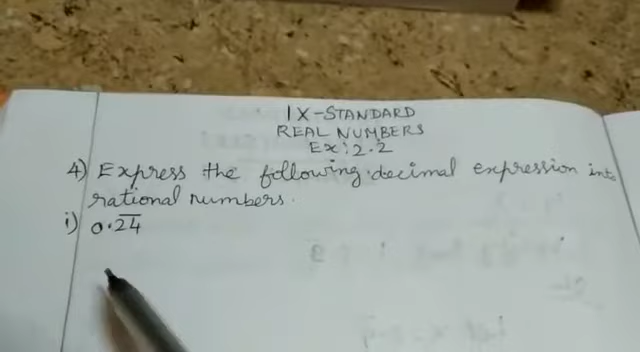 IX-STANDARD
REAL NUMBERS
Ex: 2.2
4) Express the following decimal expression into
rational numbers.
i) 0.2̅4̅